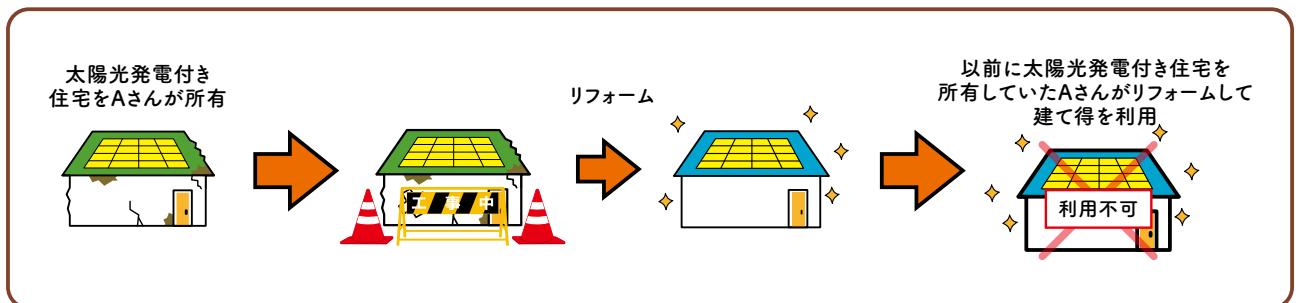 太陽光発電付き
住宅をAさんが所有
工事中
リフォーム
以前に太陽光発電付き住宅を
所有していたAさんがリフォームして
建て得を利用
利用不可